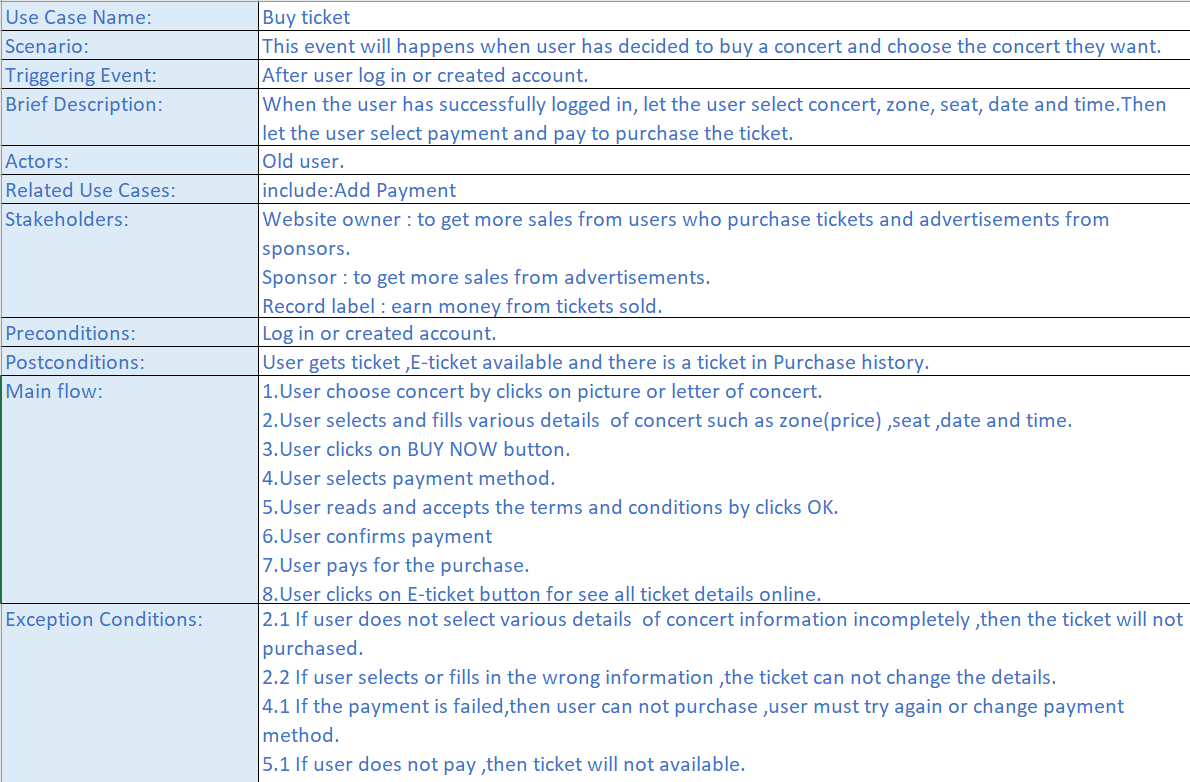 Use Case Name: Buy ticket
Scenario: This event will happens when user has decided to buy a concert and choose the concert they want.
Triggering Event: After user log in or created account.
Brief Description: When the user has successfully logged in, let the user select concert, zone, seat, date and time.Then
let the user select payment and pay to purchase the ticket.
Actors: Old user.
Related Use Cases: include:Add Payment
Stakeholders: Website owner : to get more sales from users who purchase tickets and advertisements from
sponsors.
Sponsor : to get more sales from advertisements.
Record label : earn money from tickets sold.
Preconditions: Log in or created account.
Postconditions: User gets ticket ,E-ticket available and there is a ticket in Purchase history.
Main flow: 1.User choose concert by clicks on picture or letter of concert.
2.User selects and fills various details  of concert such as zone(price) ,seat ,date and time.
3.User clicks on BUY NOW button.
4.User selects payment method.
5.User reads and accepts the terms and conditions by clicks OK.
6.User confirms payment
7.User pays for the purchase.
8.User clicks on E-ticket button for see all ticket details online.
Exception Conditions: 2.1 If user does not select various details  of concert information incompletely ,then the ticket will not
purchased.
2.2 If user selects or fills in the wrong information ,the ticket can not change the details.
4.1 If the payment is failed,then user can not purchase ,user must try again or change payment
method.
5.1 If user does not pay ,then ticket will not available.